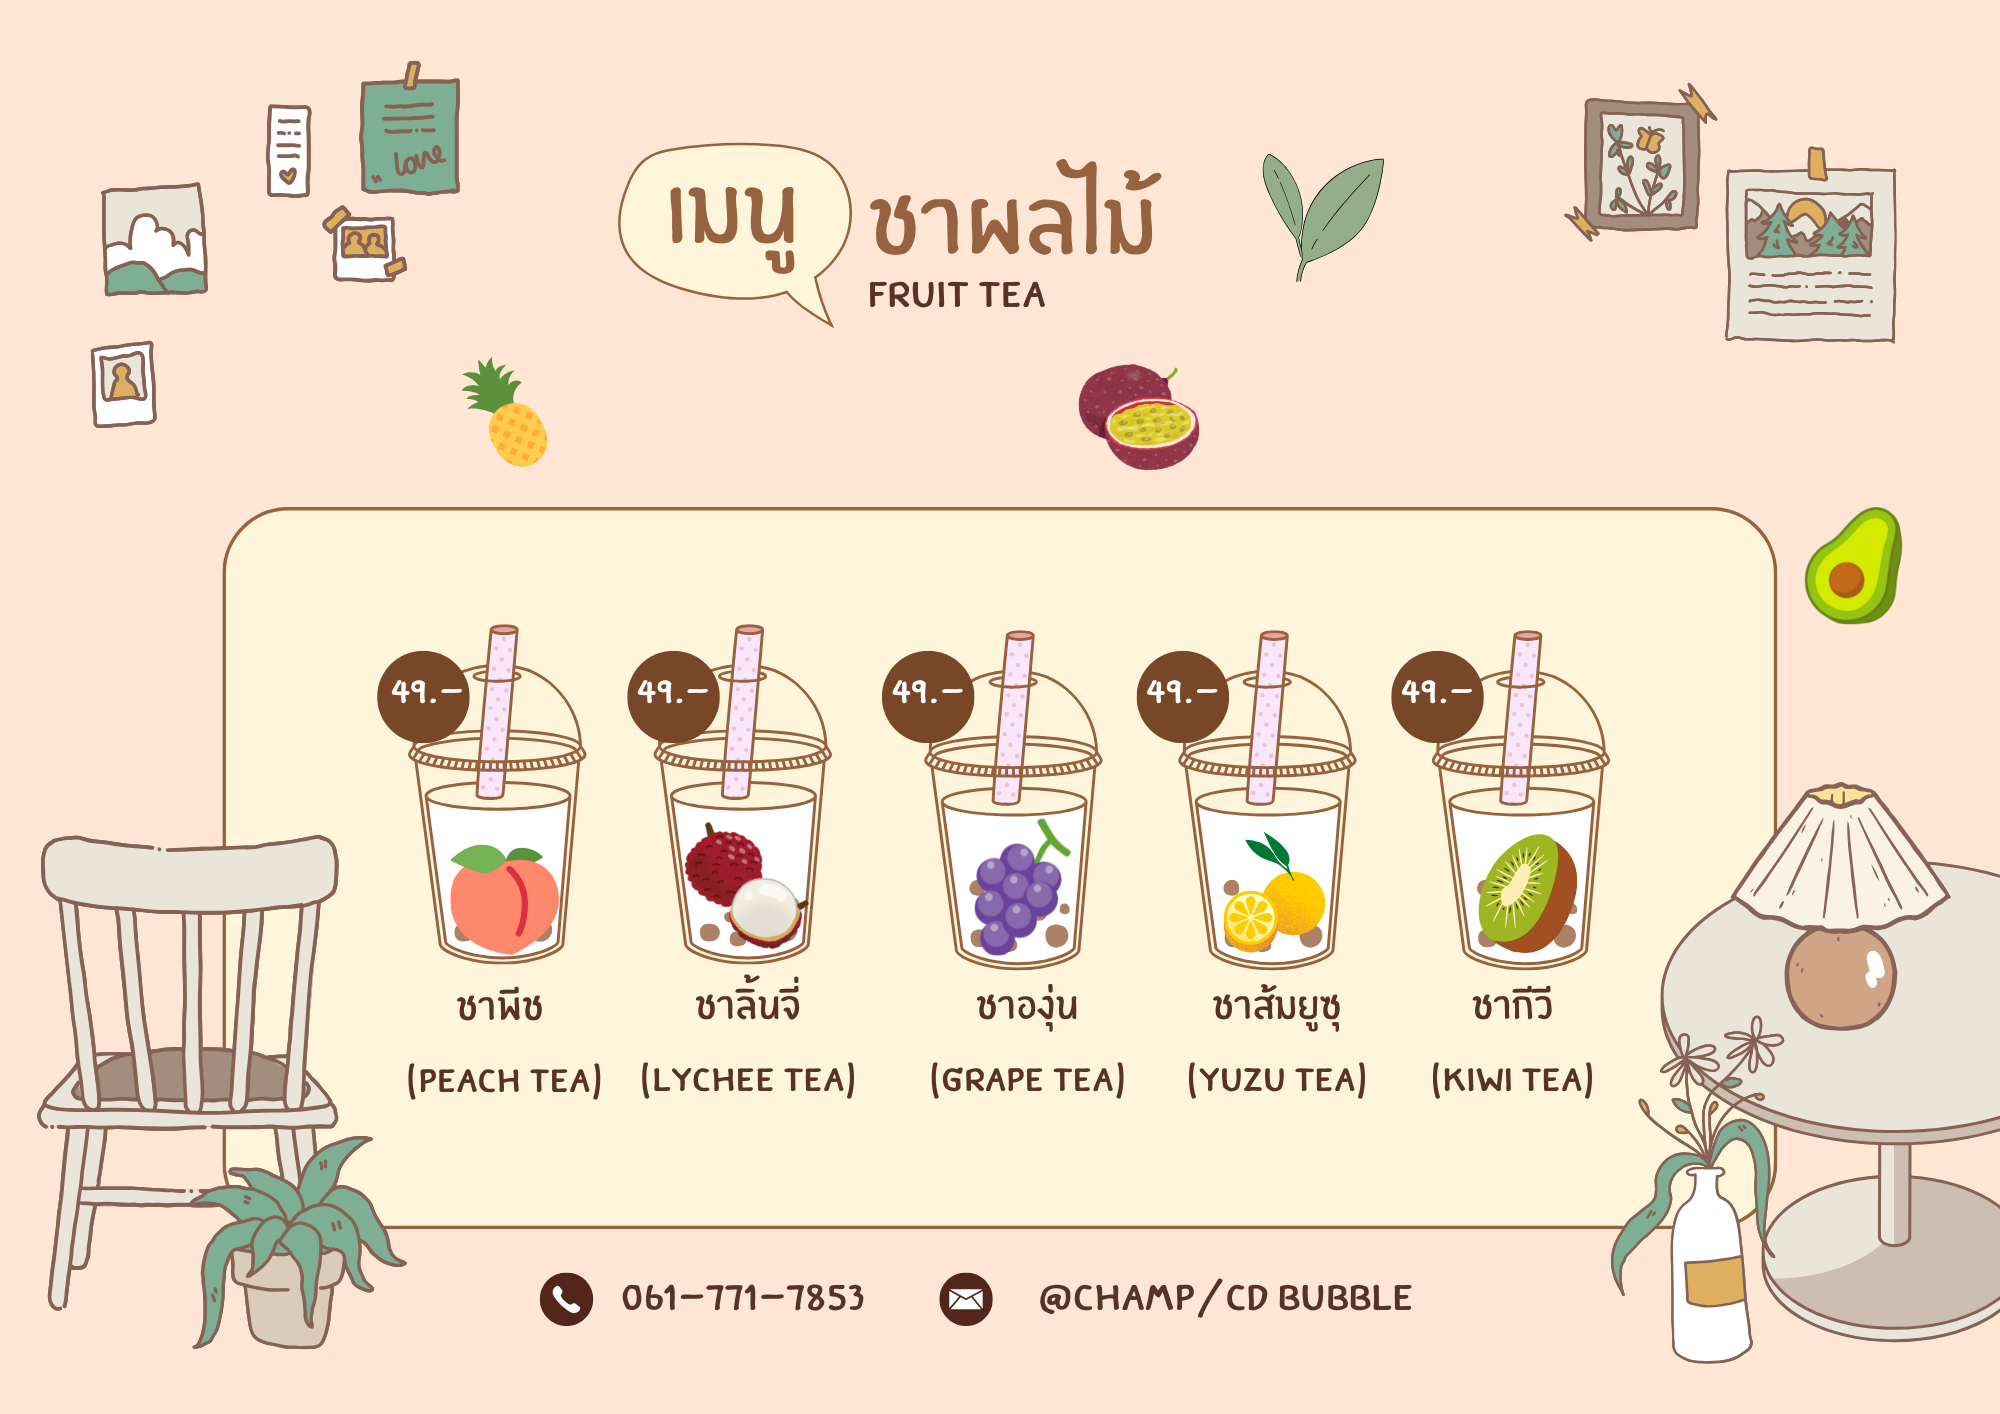 love
เมนู
ชาผลไม้
FRUIT TEA
49.- 49.- 49.- 49.- 49.-
ชาพีช ชาลิ้นจี่ ชาองุ่น ชาส้มยูซุ ชากีวี
(PEACH TEA) (LYCHEE TEA) (GRAPE TEA) (YUZU TEA) (KIWI TEA)
061-771-7853 @CHAMP/CD BUBBLE